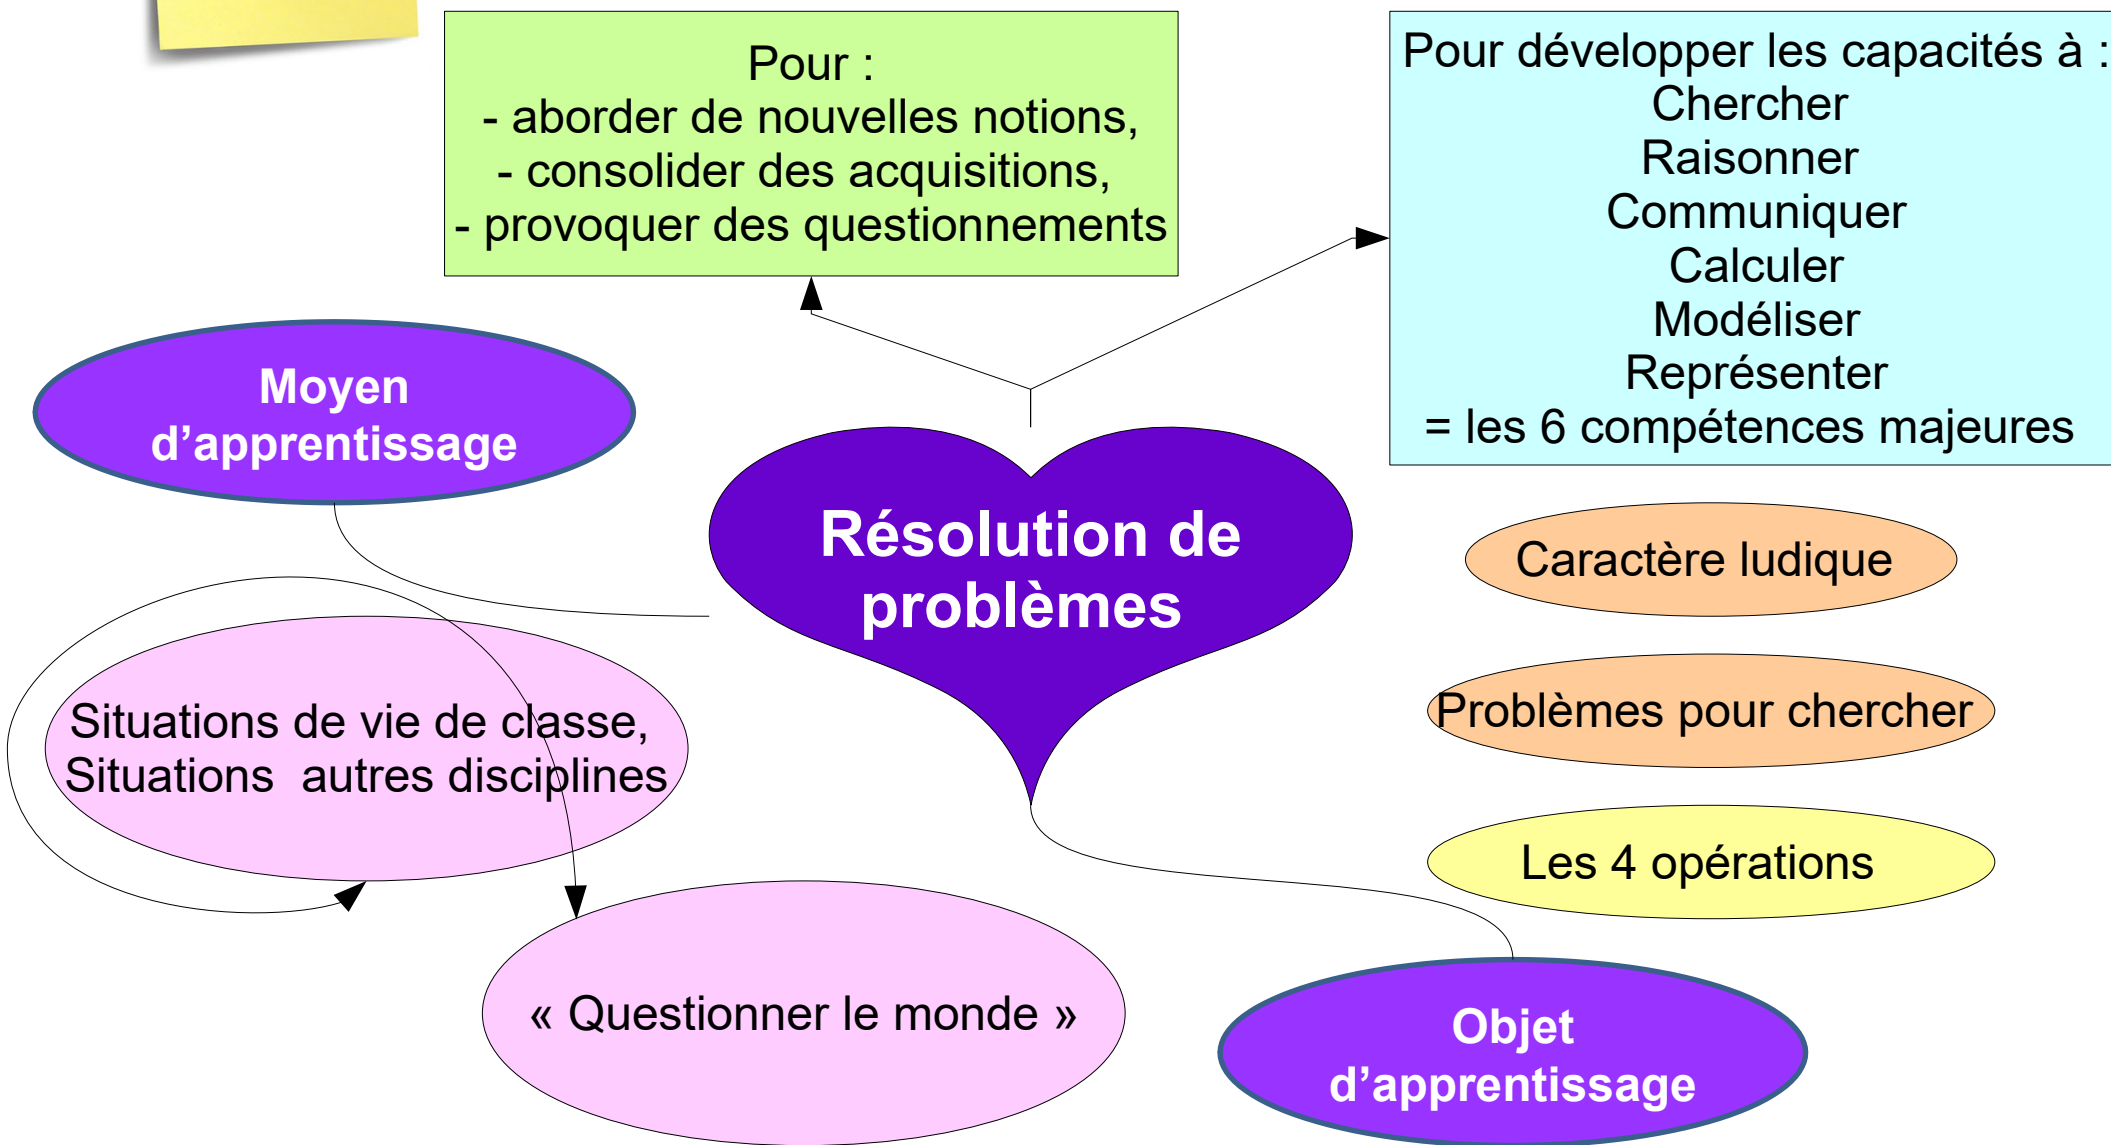 Pour :
- aborder de nouvelles notions,
- consolider des acquisitions,
- provoquer des questionnements
Pour développer les capacités à :
Chercher
Raisonner
Communiquer
Calculer
Modéliser
Représenter
= les 6 compétences majeures
Moyen
d’apprentissage
Résolution de
problèmes
Caractère ludique
Problèmes pour chercher
Les 4 opérations
Situations de vie de classe,
Situations autres disciplines
« Questionner le monde »
Objet
d’apprentissage